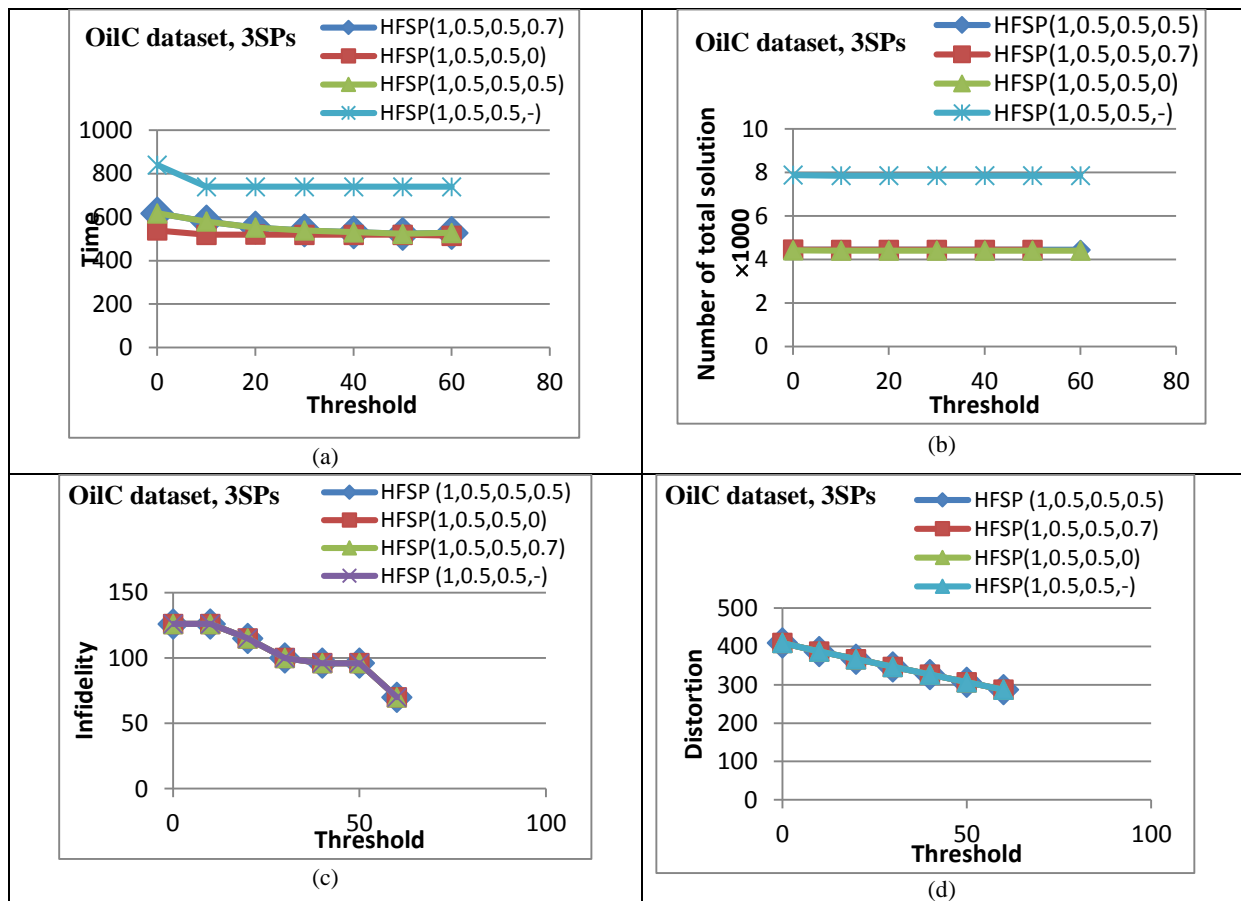 OilC dataset, 3SPs
HFSP(1,0.5,0.5,0.7)
HFSP(1,0.5,0.5,0)
HFSP(1,0.5,0.5,0.5)
HFSP(1,0.5,0.5,-)
1000
800
600
400
200
0
Time
0 20 40 60 80
Threshold
(a)
OilC dataset, 3SPs
HFSP(1,0.5,0.5,0.5)
HFSP(1,0.5,0.5,0.7)
HFSP(1,0.5,0.5,0)
HFSP(1,0.5,0.5,-)
10
8
6
4
2
0
Number of total solution
×1000
0 20 40 60 80
Threshold
(b)
OilC dataset, 3SPs
HFSP (1,0.5,0.5,0.5)
HFSP(1,0.5,0.5,0)
HFSP(1,0.5,0.5,0.7)
HFSP (1,0.5,0.5,-)
150
100
50
0
Infidelity
0 50 100
Threshold
(c)
OilC dataset, 3SPs
HFSP (1,0.5,0.5,0.5)
HFSP(1,0.5,0.5,0.7)
HFSP(1,0.5,0.5,0)
HFSP(1,0.5,0.5,-)
500
400
300
200
100
0
Distortion
0 50 100
Threshold
(d)